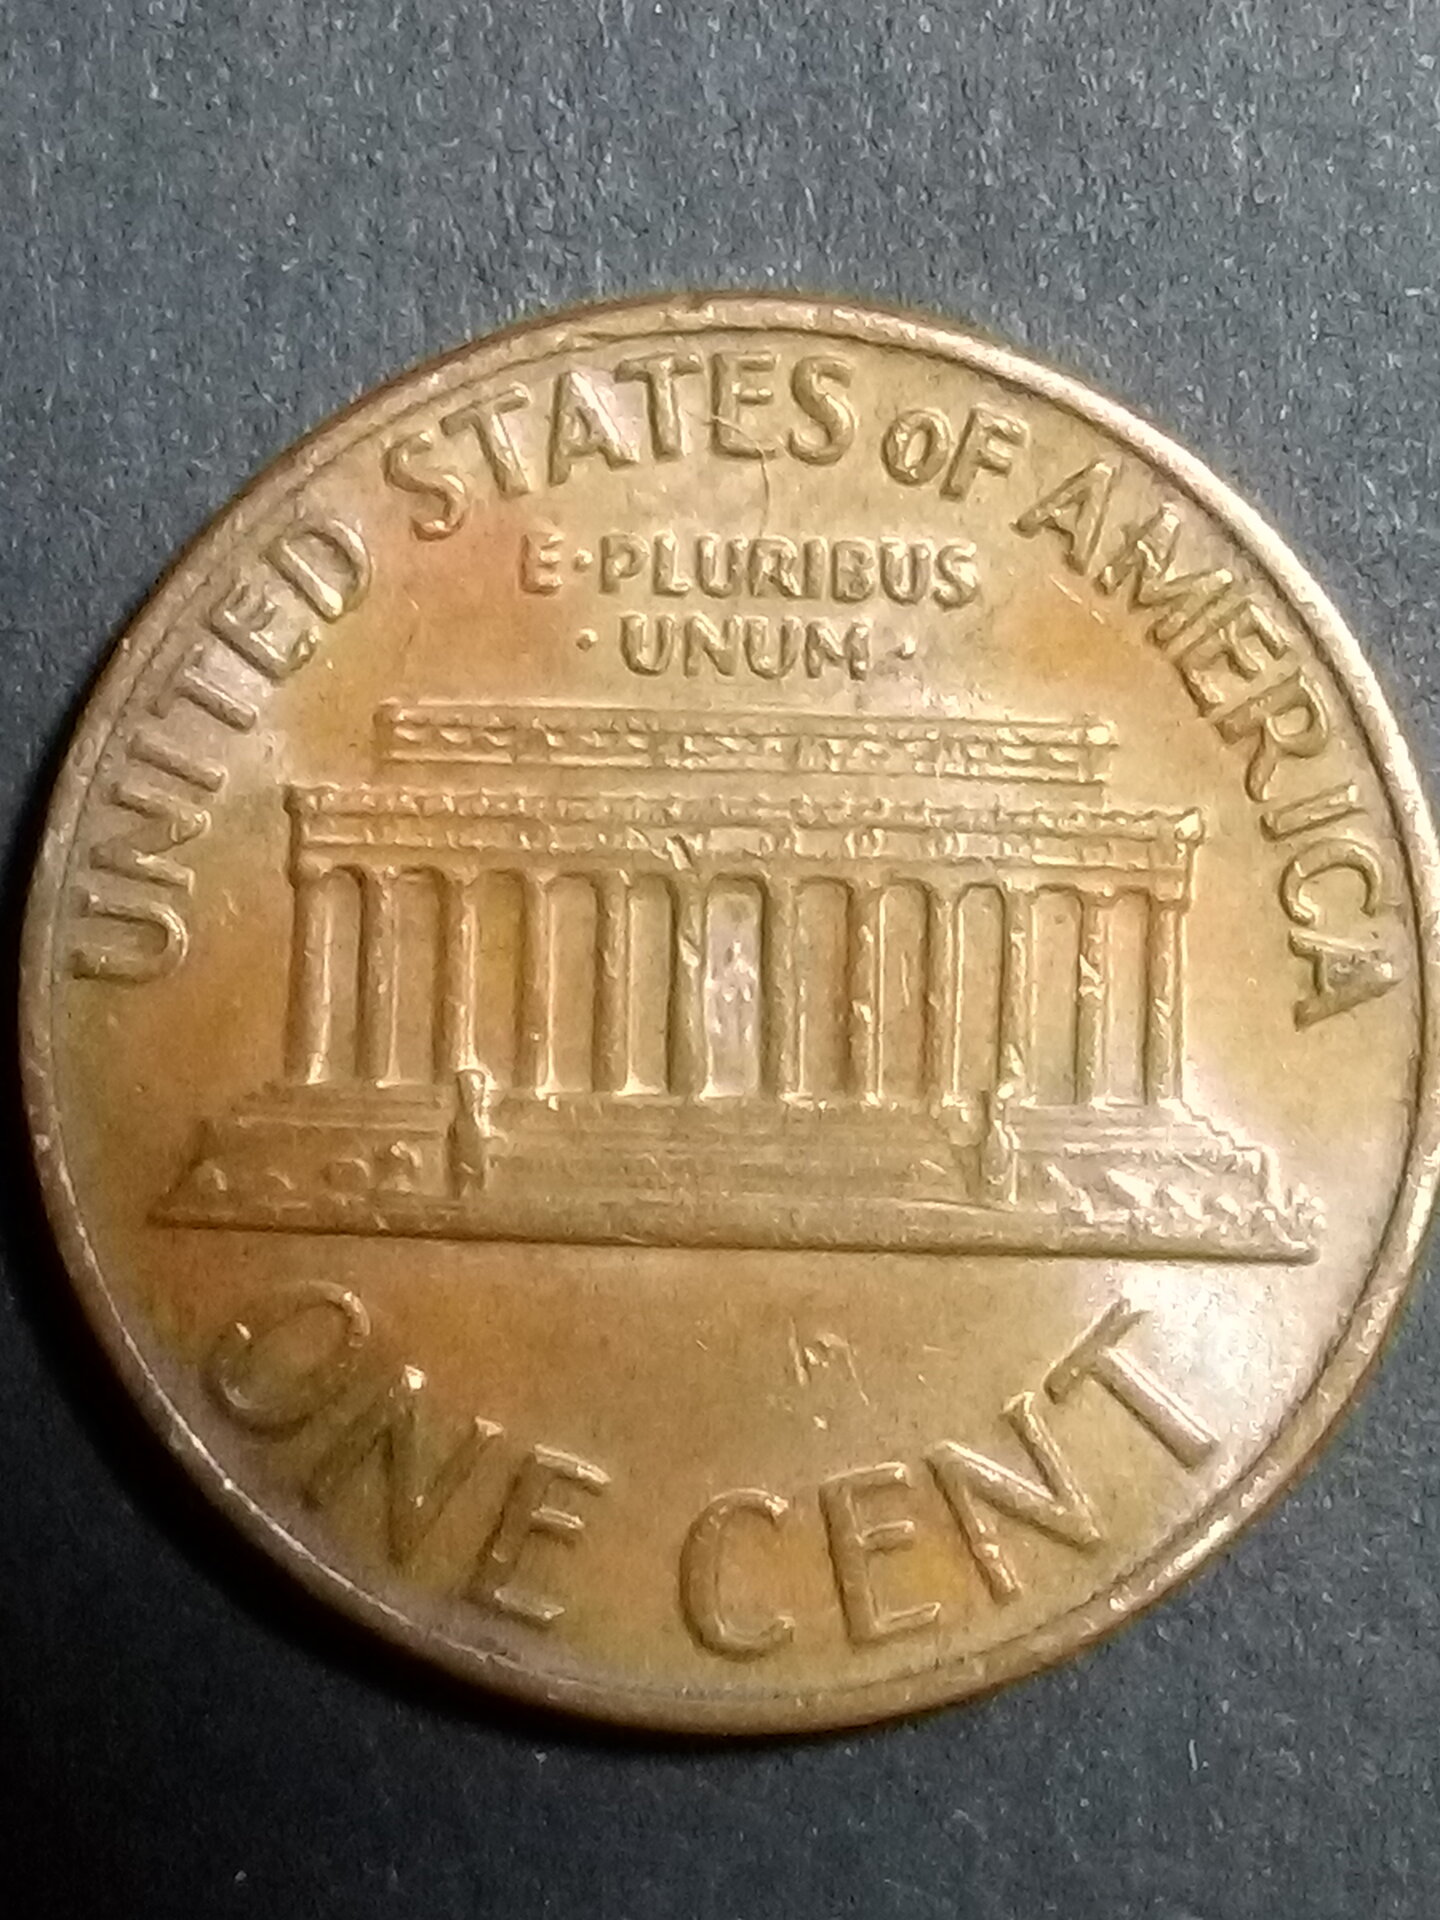 UNITED STATES OF AMERICA
E·PLURIBUS
·UNUM·
ONE CENT